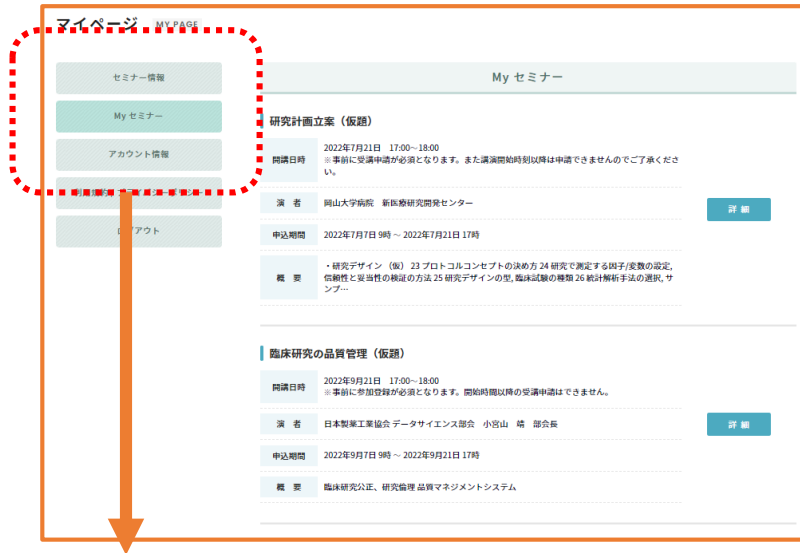 マイページ MY PAGE
セミナー情報
My セミナー
アカウント情報
ログアウト
My セミナー
研究計画立案（仮題）
開講日時
2022年7月21日　17:00～18:00
※事前に受講申請が必須となります。また講演開始時刻以降は申請できませんのでご了承くださ
い。
演　者
岡山大学病院　新医療研究開発センター
申込期間
2022年7月7日 9時 ～ 2022年7月21日 17時
概　要
・研究デザイン （仮） 23 プロトコルコンセプトの決め方 24 研究で測定する因子/変数の設定,
信頼性と妥当性の検証の方法 25 研究デザインの型, 臨床試験の種類 26 統計解析手法の選択, サ
ンプ…
詳 細
臨床研究の品質管理（仮題）
開講日時
2022年9月21日　17:00～18:00
※事前に参加登録が必須となります。開始時間以降の受講申請はできません。
演　者
日本製薬工業協会 データサイエンス部会　小宮山　靖　部会長
申込期間
2022年9月7日 9時 ～ 2022年9月21日 17時
概　要
臨床研究公正、研究倫理 品質マネジメントシステム
詳 細